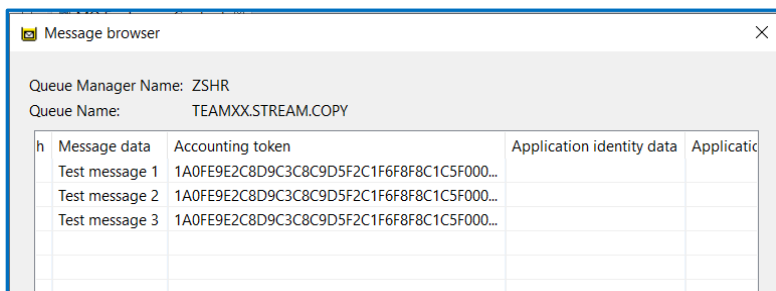 Message browser
Queue Manager Name: ZSHR
Queue Name: TEAMXX.STREAM.COPY
h Message data Accounting token Application identity data Applicatic
Test message 1 1A0FE9E2C8D9C3C8C9D5F2C1F6F8F8C1C5F000...
Test message 2 1A0FE9E2C8D9C3C8C9D5F2C1F6F8F8C1C5F000...
Test message 3 1A0FE9E2C8D9C3C8C9D5F2C1F6F8F8C1C5F000...